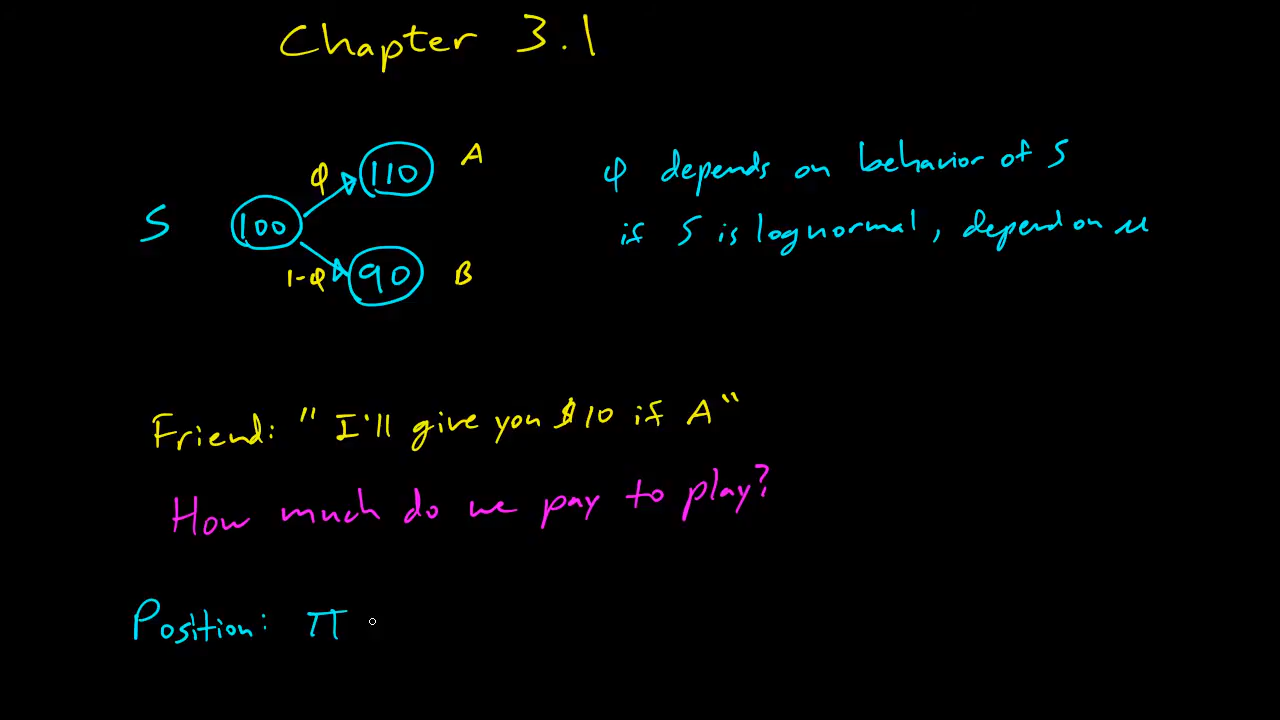 Chapter 3.1
φ 110 A
S 100
1-φ 90 B
φ depends on behavior of S
if S is lognormal, depend on μ
Friend: "I'll give you $10 if A"
How much do we pay to play?
Position: π